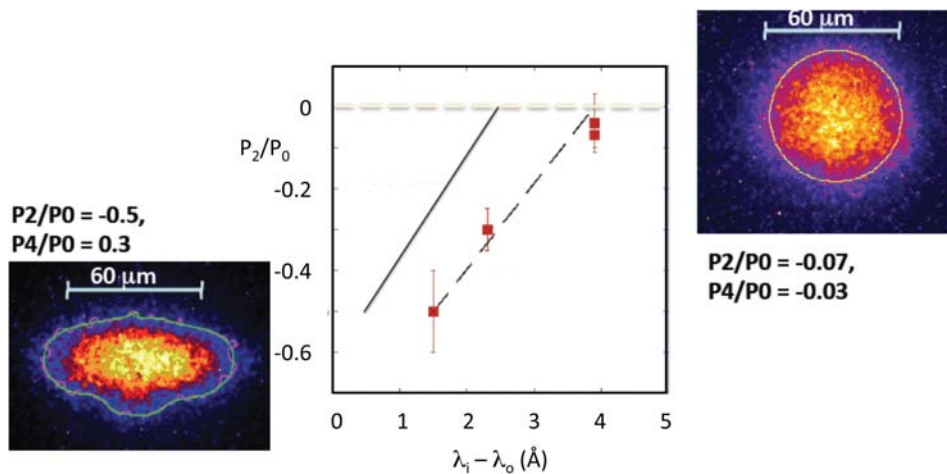 P2/P0 = -0.5,
P4/P0 = 0.3
60 μm
P₂/P₀
0
-0.2
-0.4
-0.6
0 1 2 3 4 5
λᵢ – λₒ (Å)
60 μm
P2/P0 = -0.07,
P4/P0 = -0.03